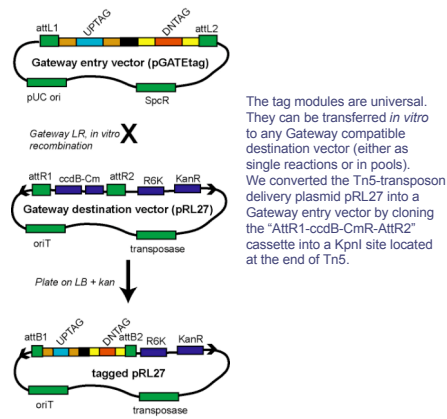 attL1 UPTAG DNTAG attL2
Gateway entry vector (pGATEtag)
pUC ori SpcR
Gateway LR, in vitro
recombination
X
attR1 ccdB-Cm attR2 R6K KanR
Gateway destination vector (pRL27)
oriT transposase
Plate on LB + kan
attB1 UPTAG DNTAG attB2 R6K KanR
tagged pRL27
oriT transposase
The tag modules are universal.
They can be transferred in vitro
to any Gateway compatible
destination vector (either as
single reactions or in pools).
We converted the Tn5-transposon
delivery plasmid pRL27 into a
Gateway entry vector by cloning
the “AttR1-ccdB-CmR-AttR2”
cassette into a KpnI site located
at the end of Tn5.